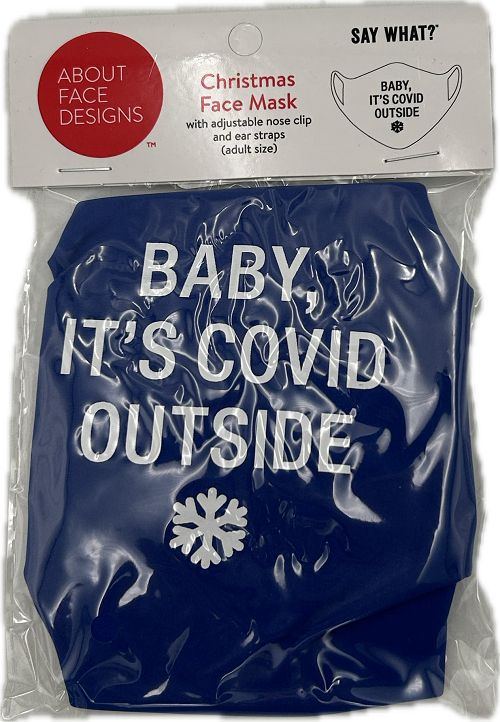 ABOUT
FACE
DESIGNS
TM
Christmas
Face Mask
with adjustable nose clip
and ear straps
(adult size)
SAY WHAT?
BABY,
IT'S COVID
OUTSIDE
BABY,
IT'S COVID
OUTSIDE